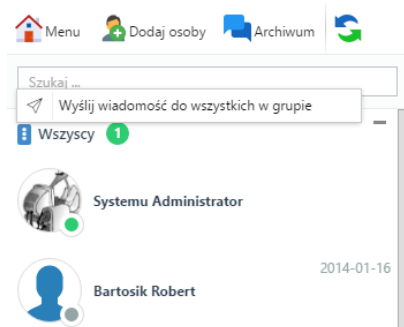 Menu Dodaj osoby Archiwum
Szukaj ...
Wyślij wiadomość do wszystkich w grupie
Wszyscy 1
Systemu Administrator
2014-01-16
Bartosik Robert